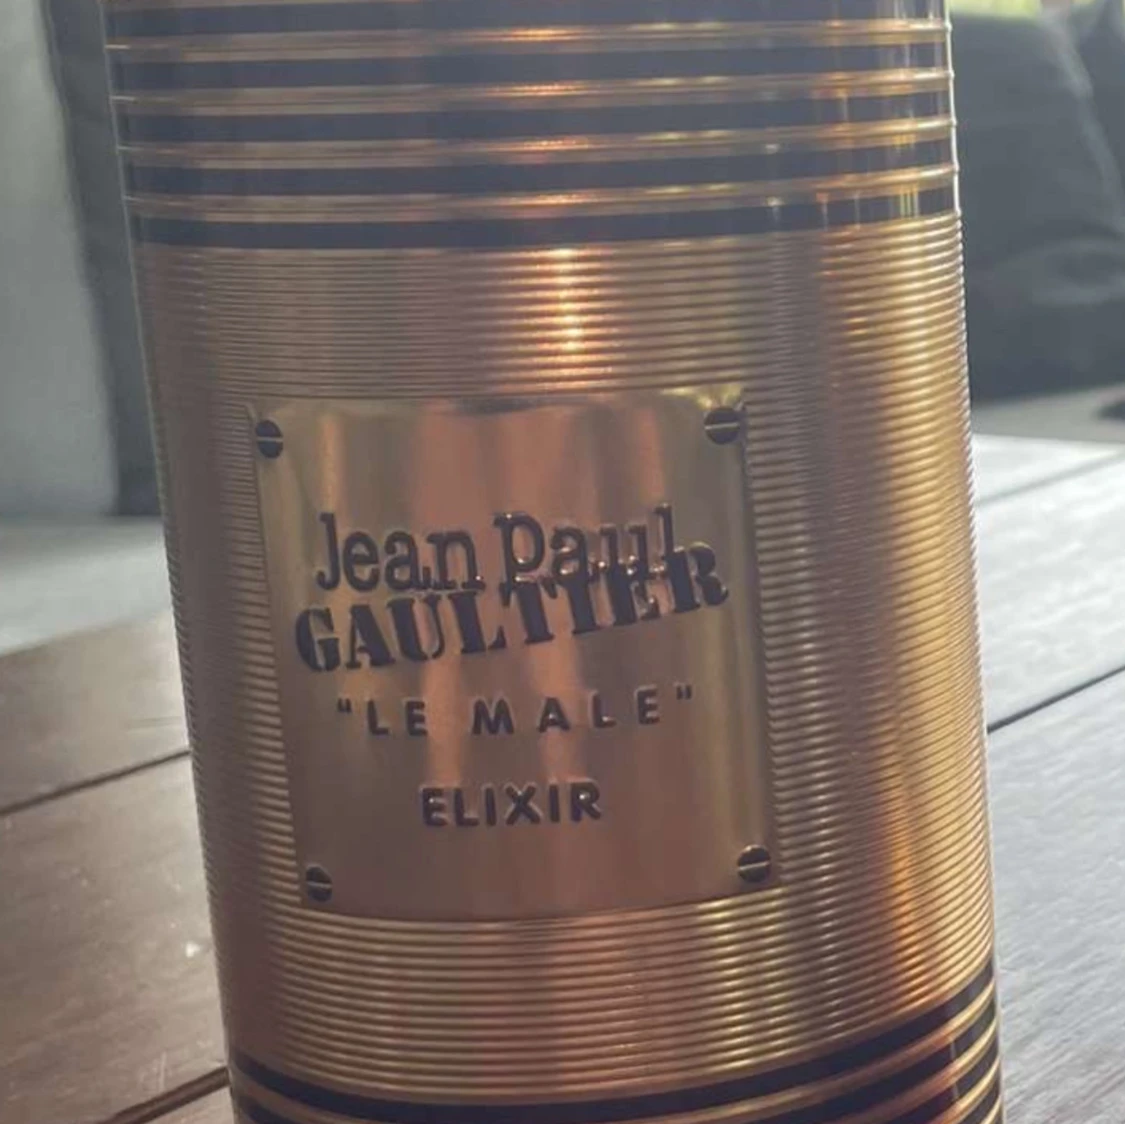 Jean Paul
GAULTIER
"LE MALE"
ELIXIR